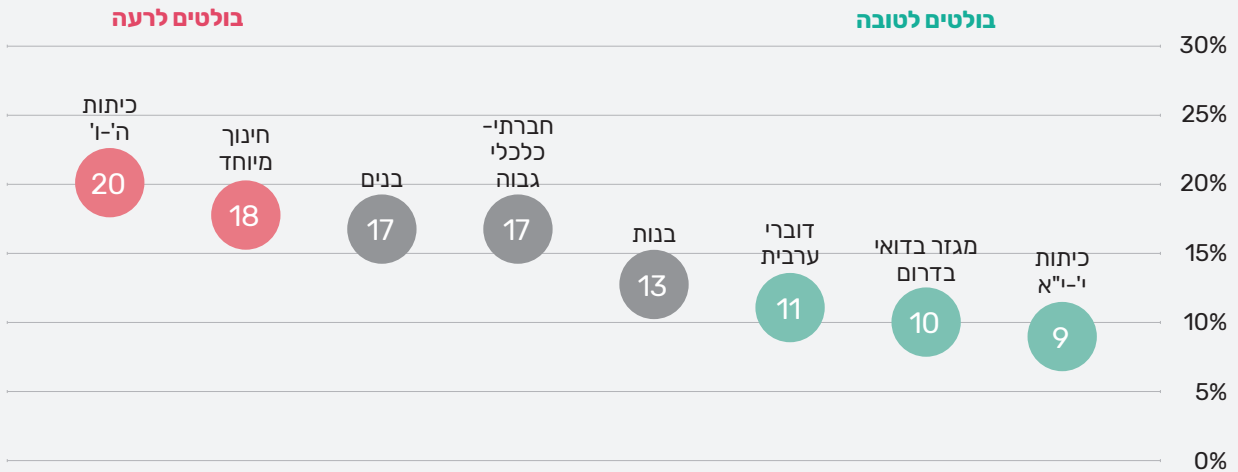 בולטים לטובה
בולטים לרעה
30%
25%
20%
15%
10%
5%
0%
כיתות
י'-י"א
9
מגזר בדואי
בדרום
10
דוברי
ערבית
11
בנות
13
חברתי-
כלכלי
גבוה
17
בנים
17
חינוך
מיוחד
18
כיתות
ה'-ו'
20